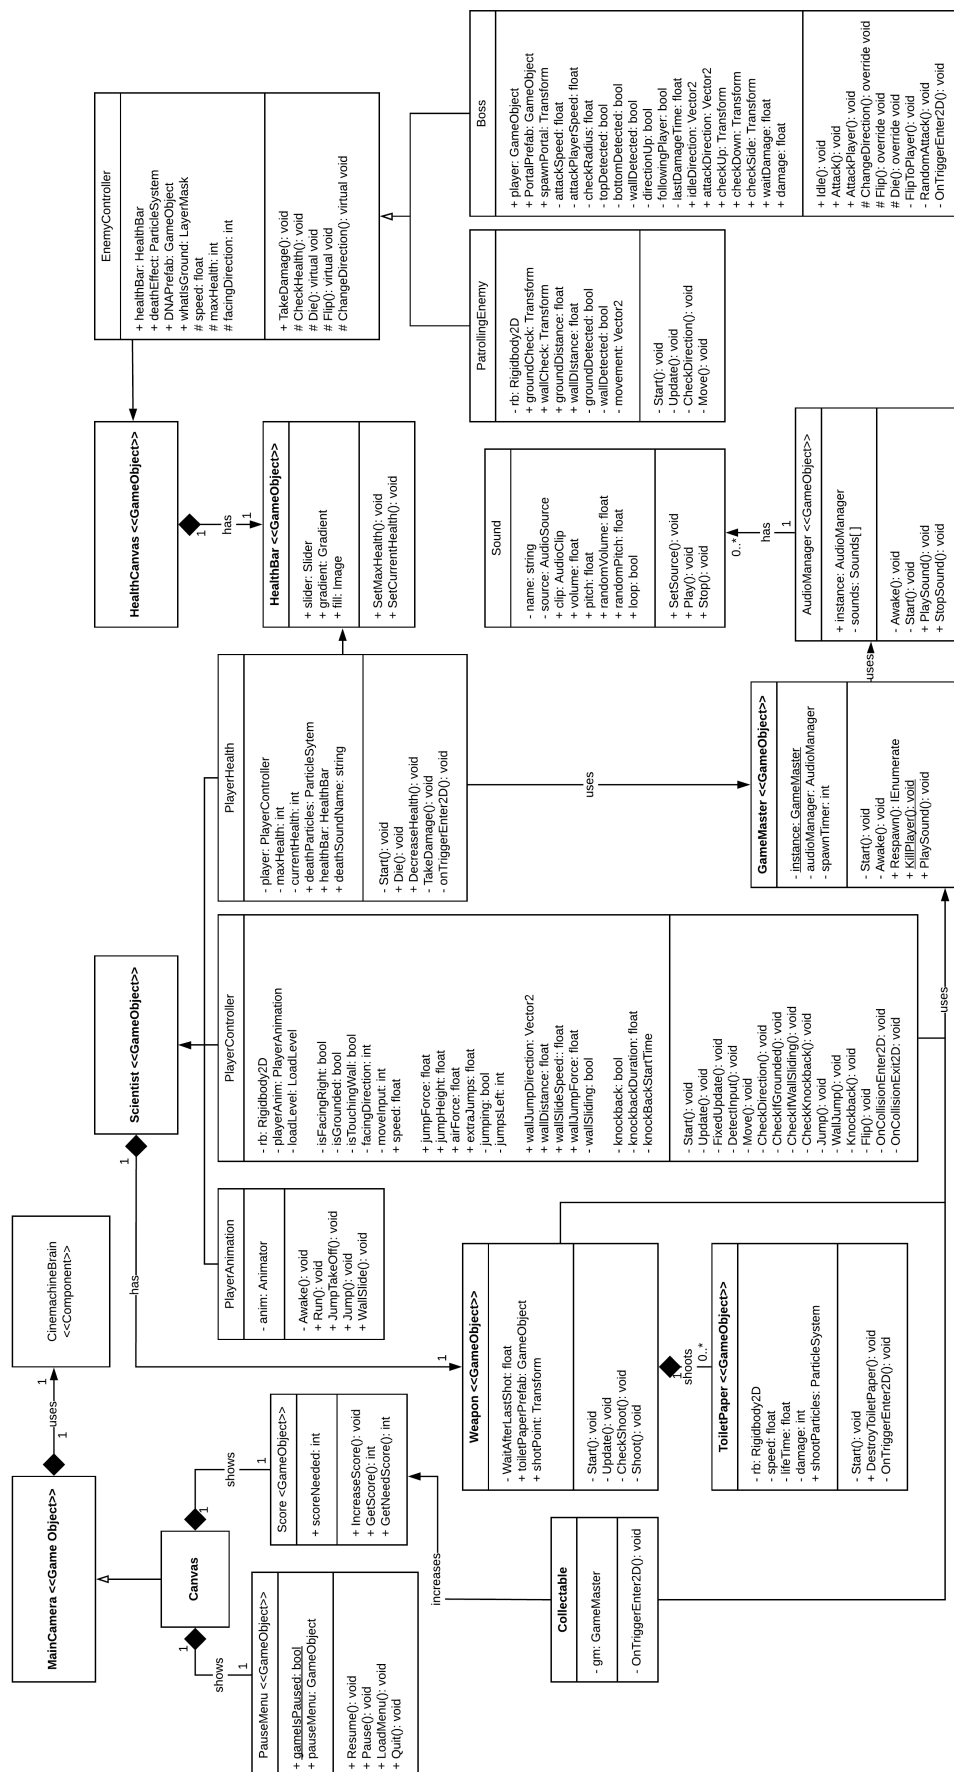 MainCamera <<Game Object>>
1
uses
1
CinemachineBrain
<<Component>>
Canvas
1
shows
1
PauseMenu <<GameObject>>
+ gameIsPaused: bool
+ pauseMenu: GameObject
+ Resume(): void
+ Pause(): void
+ LoadMenu(): void
+ Quit(): void
1
shows
1
Score <GameObject>>
+ scoreNeeded: int
+ IncreaseScore(): void
+ GetScore(): int
+ GetNeedScore(): int
increases
Collectable
- gm: GameMaster
- OnTriggerEnter2D(): void
Scientist <<GameObject>>
1
has
1
PlayerAnimation
- anim: Animator
- Awake(): void
+ Run(): void
+ JumpTakeOff(): void
+ Jump(): void
+ WallSlide(): void
Weapon <<GameObject>>
- WaitAfterLastShot: float
+ toiletPaperPrefab: GameObject
+ shotPoint: Transform
- Start(): void
- Update(): void
- CheckShoot(): void
- Shoot(): void
1
shoots
0..*
ToiletPaper <<GameObject>>
- rb: Rigidbody2D
- speed: float
- lifeTime: float
- damage: int
+ shootParticles: ParticleSystem
- Start(): void
+ DestroyToiletPaper(): void
- OnTriggerEnter2D(): void
PlayerController
- rb: Rigidbody2D
- playerAnim: PlayerAnimation
- loadLevel: LoadLevel
- isFacingRight: bool
- isGrounded: bool
- isTouchingWall: bool
- facingDirection: int
- moveInput: int
+ speed: float
+ jumpForce: float
+ jumpHeight: float
+ airForce: float
+ extraJumps: float
- jumping: bool
- jumpsLeft: int
+ wallJumpDirection: Vector2
+ wallDistance: float
+ wallSlideSpeed:: float
+ wallJumpForce: float
- wallSliding: bool
- knockback: bool
- knockbackDuration: float
- knockBackStartTime
- Start(): void
- Update(): void
- FixedUpdate(): void
- DetectInput(): void
- Move(): void
- CheckDirection(): void
- CheckIfGrounded(): void
- CheckIfWallSliding(): void
- CheckKnockback(): void
- Jump(): void
- WallJump(): void
- Knockback(): void
- Flip(): void
- OnCollisionEnter2D: void
- OnCollisionExit2D: void
uses
PlayerHealth
- player: PlayerController
- maxHealth: int
- currentHealth: int
+ deathParticles: ParticleSytem
+ healthBar: HealthBar
+ deathSoundName: string
- Start(): void
+ Die(): void
+ DecreaseHealth(): void
- TakeDamage(): void
- onTriggerEnter2D(): void
uses
GameMaster <<GameObject>>
- instance: GameMaster
- audioManager: AudioManager
- spawnTimer: int
- Start(): void
- Awake(): void
+ Respawn(): IEnumerate
+ KillPlayer(): void
+ PlaySound(): void
uses
HealthCanvas <<GameObject>>
1
has
1
HealthBar <<GameObject>>
+ slider: Slider
+ gradient: Gradient
+ fill: Image
+ SetMaxHealth(): void
+ SetCurrentHealth(): void
Sound
- name: string
- source: AudioSource
+ clip: AudioClip
+ volume: float
+ pitch: float
+ randomVolume: float
+ randomPitch: float
+ loop: bool
+ SetSource(): void
+ Play(): void
+ Stop(): void
0..*
has
1
AudioManager <<GameObject>>
+ instance: AudioManager
- sounds: Sounds[ ]
- Awake(): void
- Start(): void
+ PlaySound(): void
+ StopSound(): void
EnemyController
+ healthBar: HealthBar
+ deathEffect: ParticleSystem
+ DNAPrefab: GameObject
+ whatIsGround: LayerMask
# speed: float
# maxHealth: int
# facingDirection: int
+ TakeDamage(): void
# CheckHealth(): void
# Die(): virtual void
# Flip(): virtual void
# ChangeDirection(): virtual void
PatrollingEnemy
- rb: Rigidbody2D
+ groundCheck: Transform
+ wallCheck: Transform
+ groundDistance: float
+ wallDIstance: float
- groundDetected: bool
- wallDetected: bool
- movement: Vector2
- Start(): void
- Update(): void
- CheckDirection(): void
- Move(): void
Boss
+ player: GameObject
+ PortalPrefab: GameObject
+ spawnPortal: Transform
- attackSpeed: float
- attackPlayerSpeed: float
- checkRadius: float
- topDetected: bool
- bottomDetected: bool
- wallDetected: bool
- directionUp: bool
- followingPlayer: bool
- lastDamageTime: float
+ idleDirection: Vector2
+ attackDirection: Vector2
+ checkUp: Transform
+ checkDown: Transform
+ checkSide: Transform
+ waitDamage: float
+ damage: float
+ Idle(): void
+ Attack(): void
+ AttackPlayer(): void
# ChangeDirection(): override void
# Flip(): override void
# Die(): override void
- FlipToPlayer(): void
- RandomAttack(): void
- OnTriggerEnter2D(): void